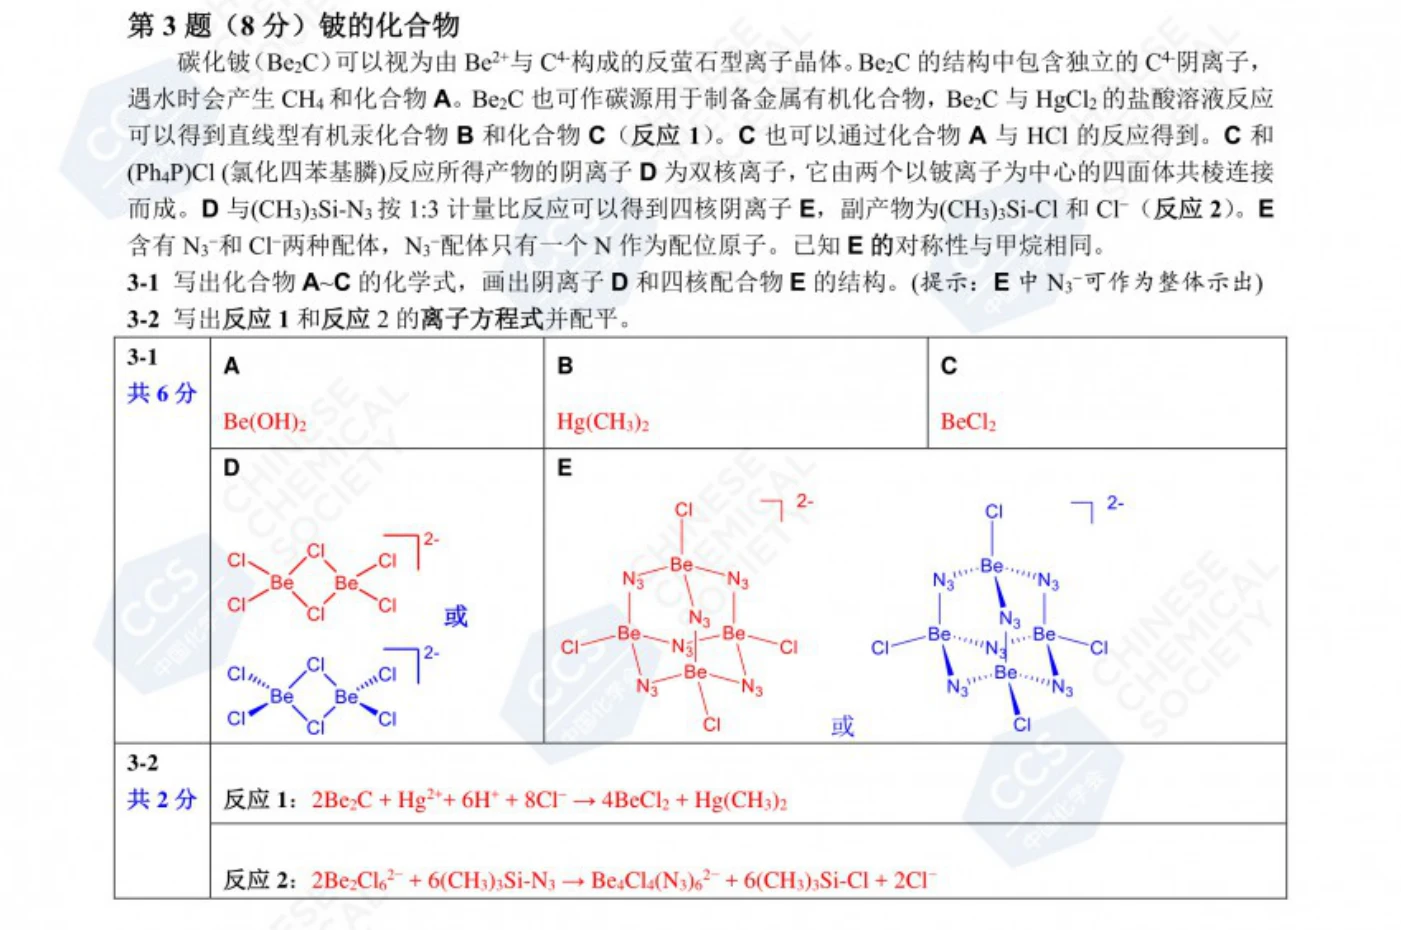 第 3 题（8 分）铍的化合物
碳化铍（Be₂C）可以视为由 Be²⁺与 C⁴⁻构成的反萤石型离子晶体。Be₂C 的结构中包含独立的 C⁴⁻阴离子，
遇水时会产生 CH₄ 和化合物 A。Be₂C 也可作碳源用于制备金属有机化合物，Be₂C 与 HgCl₂ 的盐酸溶液反应
可以得到直线型有机汞化合物 B 和化合物 C（反应 1）。C 也可以通过化合物 A 与 HCl 的反应得到。C 和
(Ph₄P)Cl (氯化四苯基膦)反应所得产物的阴离子 D 为双核离子，它由两个以铍离子为中心的四面体共棱连接
而成。D 与(CH₃)₃Si-N₃ 按 1:3 计量比反应可以得到四核阴离子 E，副产物为(CH₃)₃Si-Cl 和 Cl⁻（反应 2）。E
含有 N₃⁻和 Cl⁻两种配体，N₃⁻配体只有一个 N 作为配位原子。已知 E 的对称性与甲烷相同。
3-1 写出化合物 A~C 的化学式，画出阴离子 D 和四核配合物 E 的结构。(提示：E 中 N₃⁻可作为整体示出)
3-2 写出反应 1 和反应 2 的离子方程式并配平。
3-1
共 6 分
A
Be(OH)₂
B
Hg(CH₃)₂
C
BeCl₂
D
Cl Cl Cl 2-
Be Be
Cl Cl Cl
或
Cl Cl Cl 2-
Be Be
Cl Cl Cl
E
Cl 2-
Be
N₃ N₃
N₃
Cl Be N₃ Be Cl
Be
N₃ N₃
Cl
或
Cl 2-
Be
N₃ N₃
N₃
Cl Be N₃ Be Cl
Be
N₃ N₃
Cl
3-2
共 2 分
反应 1：2Be₂C + Hg²⁺+ 6H⁺ + 8Cl⁻ → 4BeCl₂ + Hg(CH₃)₂
反应 2：2Be₂Cl₆²⁻ + 6(CH₃)₃Si-N₃ → Be₄Cl₄(N₃)₆²⁻ + 6(CH₃)₃Si-Cl + 2Cl⁻
CHINESE
CHEMICAL
SOCIETY
CCS
中国化学会